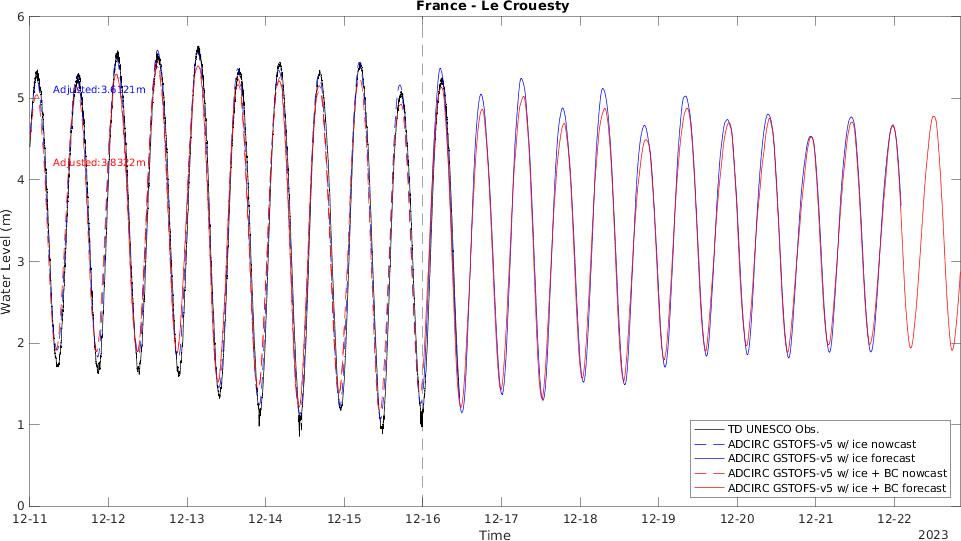 France - Le Crouesty
6
5
4
3
2
1
0
Water Level (m)
Adjusted:3.6121m
Adjusted:3.8322m
TD UNESCO Obs.
ADCIRC GSTOFS-v5 w/ ice nowcast
ADCIRC GSTOFS-v5 w/ ice forecast
ADCIRC GSTOFS-v5 w/ ice + BC nowcast
ADCIRC GSTOFS-v5 w/ ice + BC forecast
12-11 12-12 12-13 12-14 12-15 12-16 12-17 12-18 12-19 12-20 12-21 12-22
Time
2023